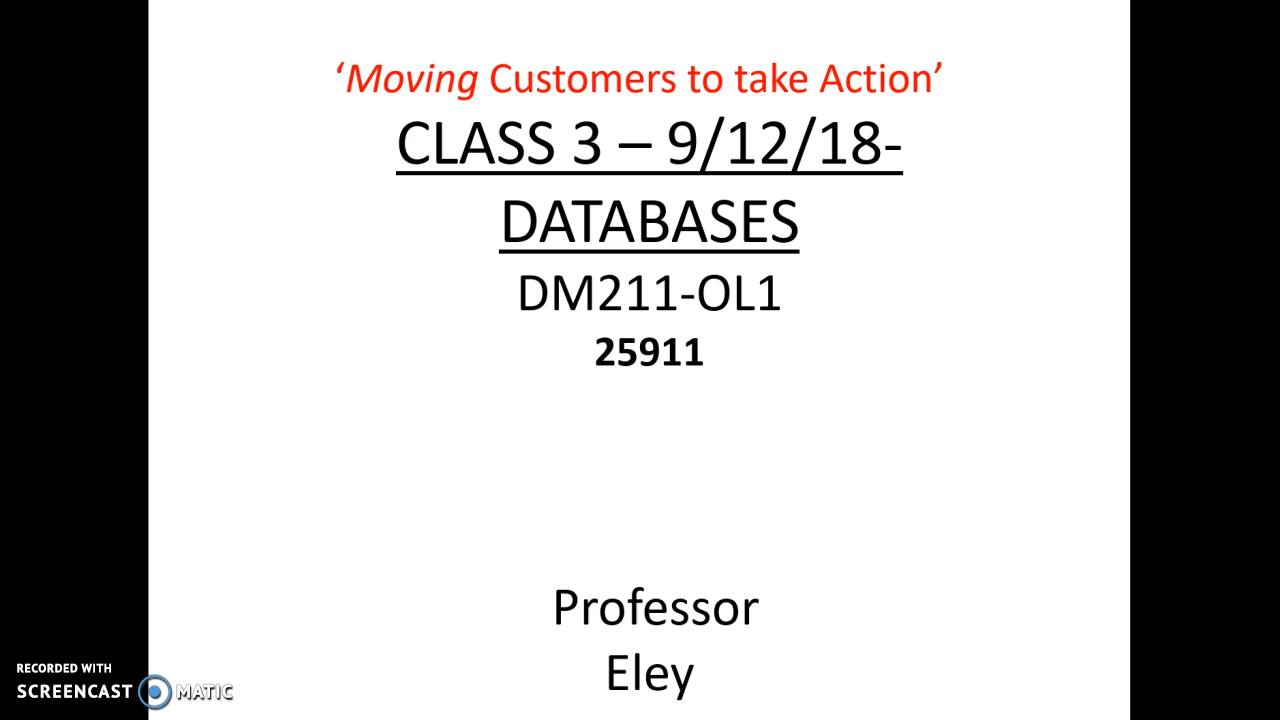 ‘Moving Customers to take Action’
CLASS 3 – 9/12/18-
DATABASES
DM211-OL1
25911
Professor
Eley
RECORDED WITH
SCREENCAST MATIC